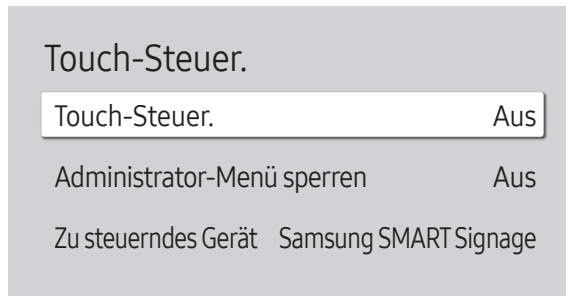 Touch-Steuer.
Touch-Steuer. Aus
Administrator-Menü sperren Aus
Zu steuerndes Gerät Samsung SMART Signage